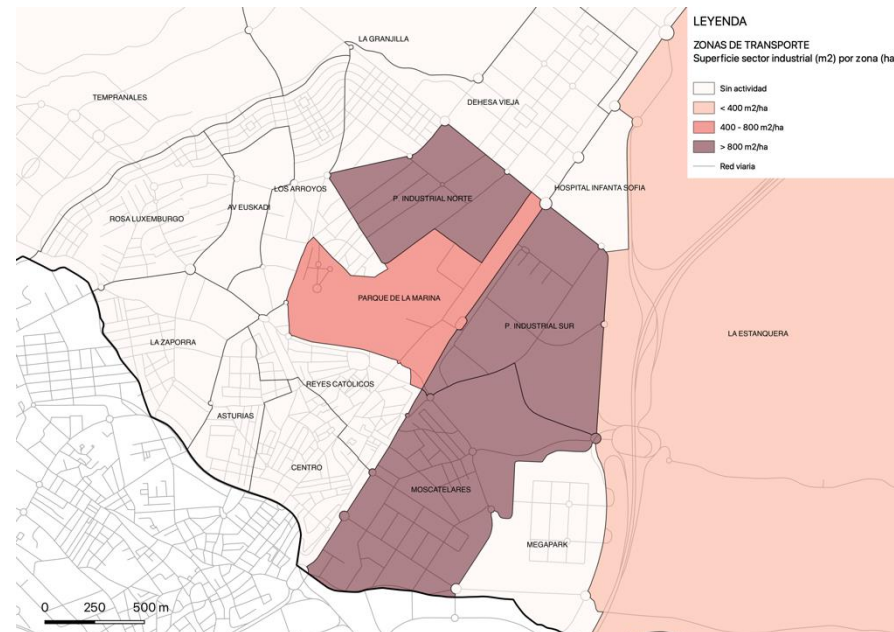 LEYENDA
ZONAS DE TRANSPORTE
Superficie sector industrial (m2) por zona (ha
Sin actividad
< 400 m2/ha
400 - 800 m2/ha
> 800 m2/ha
Red viaria
LA GRANJILLA
TEMPRANALES
DEHESA VIEJA
LOS ARROYOS
HOSPITAL INFANTA SOFIA
P. INDUSTRIAL NORTE
AV EUSKADI
ROSA LUXEMBURGO
PARQUE DE LA MARINA
P. INDUSTRIAL SUR
LA ESTANQUERA
LA ZAPORRA
REYES CATÓLICOS
ASTURIAS
CENTRO
MOSCATELARES
MEGAPARK
0 250 500 m